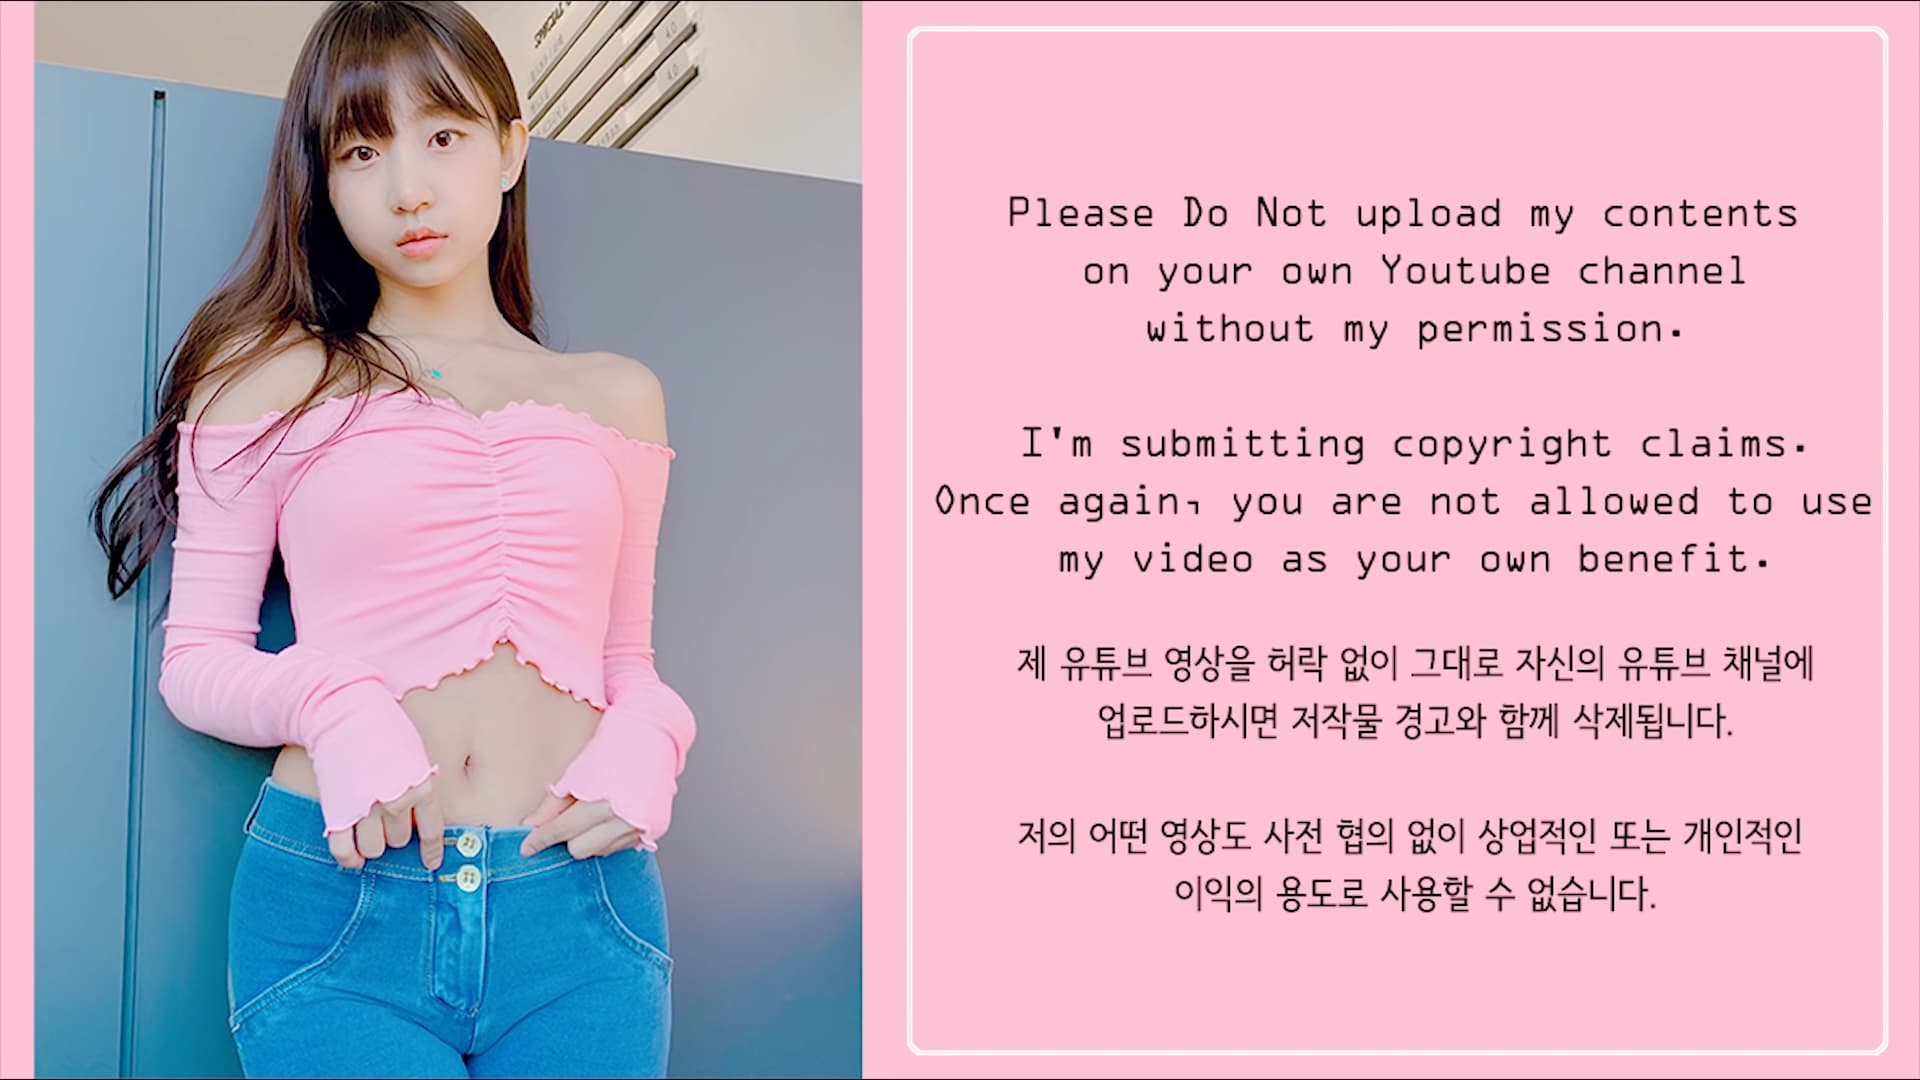 SPECIAL
4.0
4.0
Please Do Not upload my contents
on your own Youtube channel
without my permission.
I'm submitting copyright claims.
Once again, you are not allowed to use
my video as your own benefit.
제 유튜브 영상을 허락 없이 그대로 자신의 유튜브 채널에
업로드하시면 저작물 경고와 함께 삭제됩니다.
저의 어떤 영상도 사전 협의 없이 상업적인 또는 개인적인
이익의 용도로 사용할 수 없습니다.